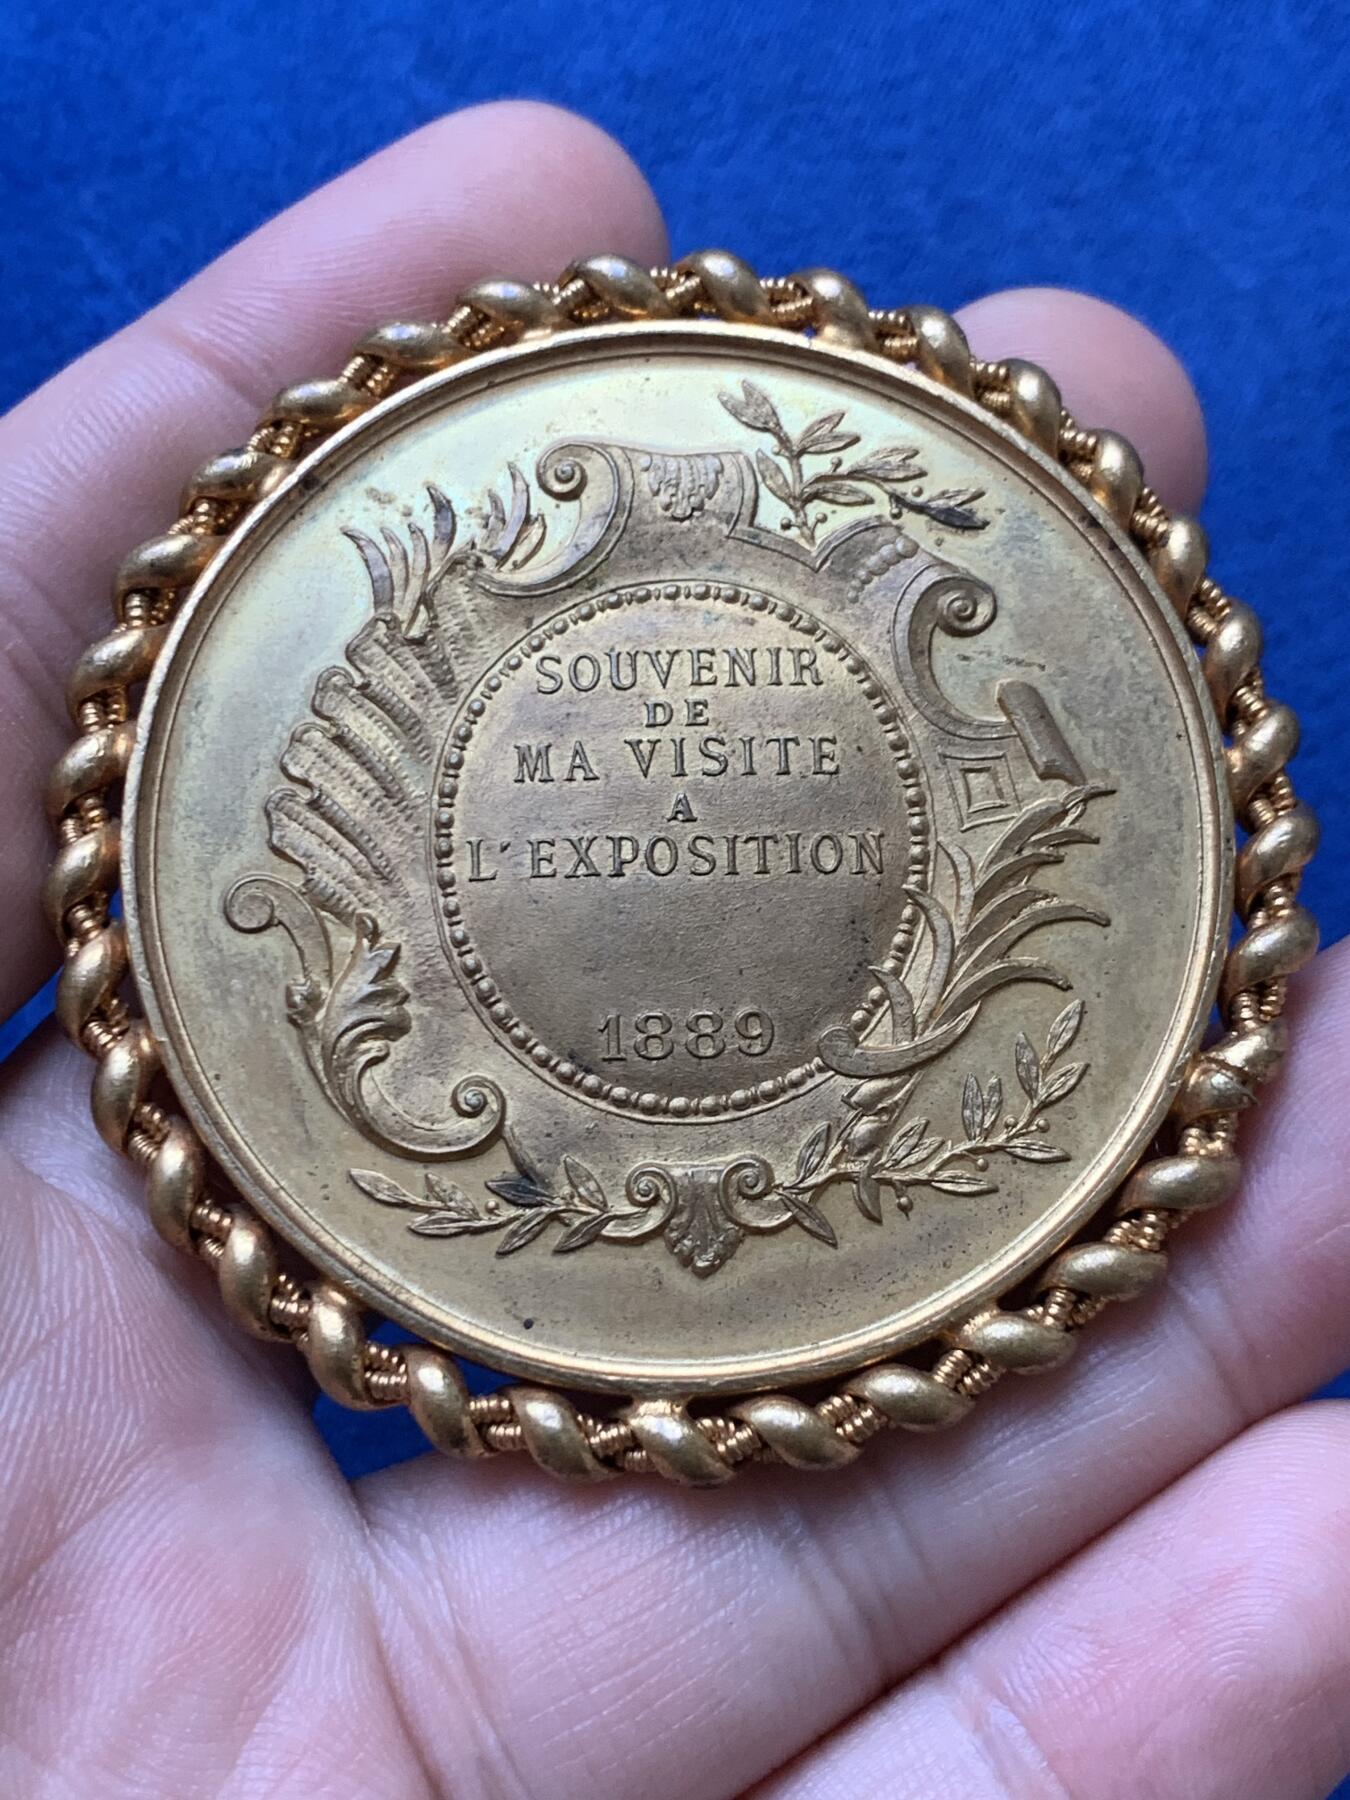 SOUVENIR
DE
MA VISITE
A
L'EXPOSITION
1889